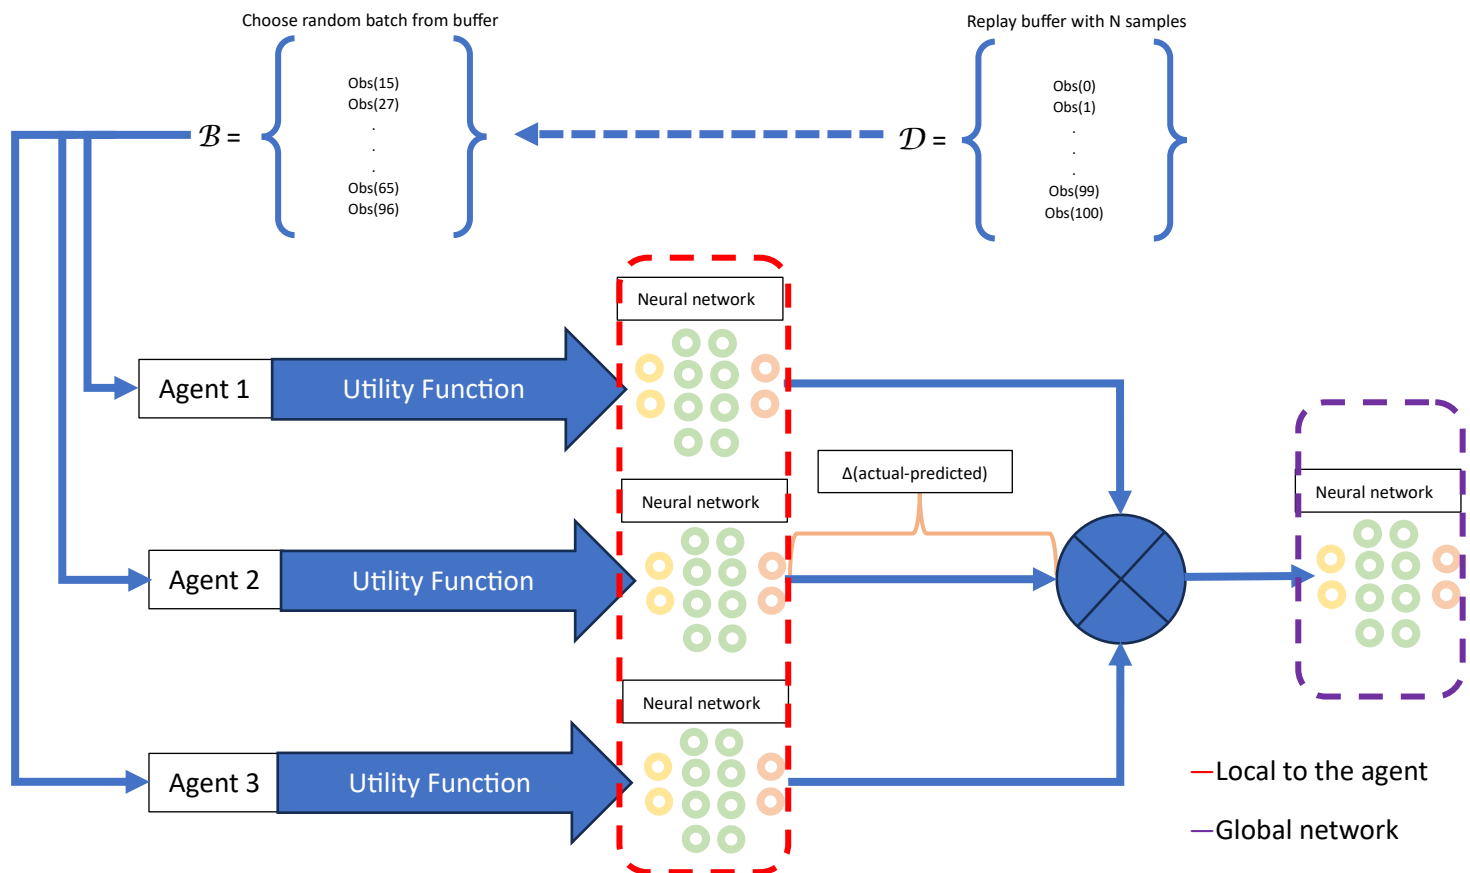 Choose random batch from buffer
Replay buffer with N samples
ℬ =
Obs(15)
Obs(27)
.
.
.
Obs(65)
Obs(96)
𝒟 =
Obs(0)
Obs(1)
.
.
.
Obs(99)
Obs(100)
Neural network
Agent 1
Utility Function
Δ(actual-predicted)
Neural network
Neural network
Agent 2
Utility Function
Neural network
Agent 3
Utility Function
Local to the agent
Global network